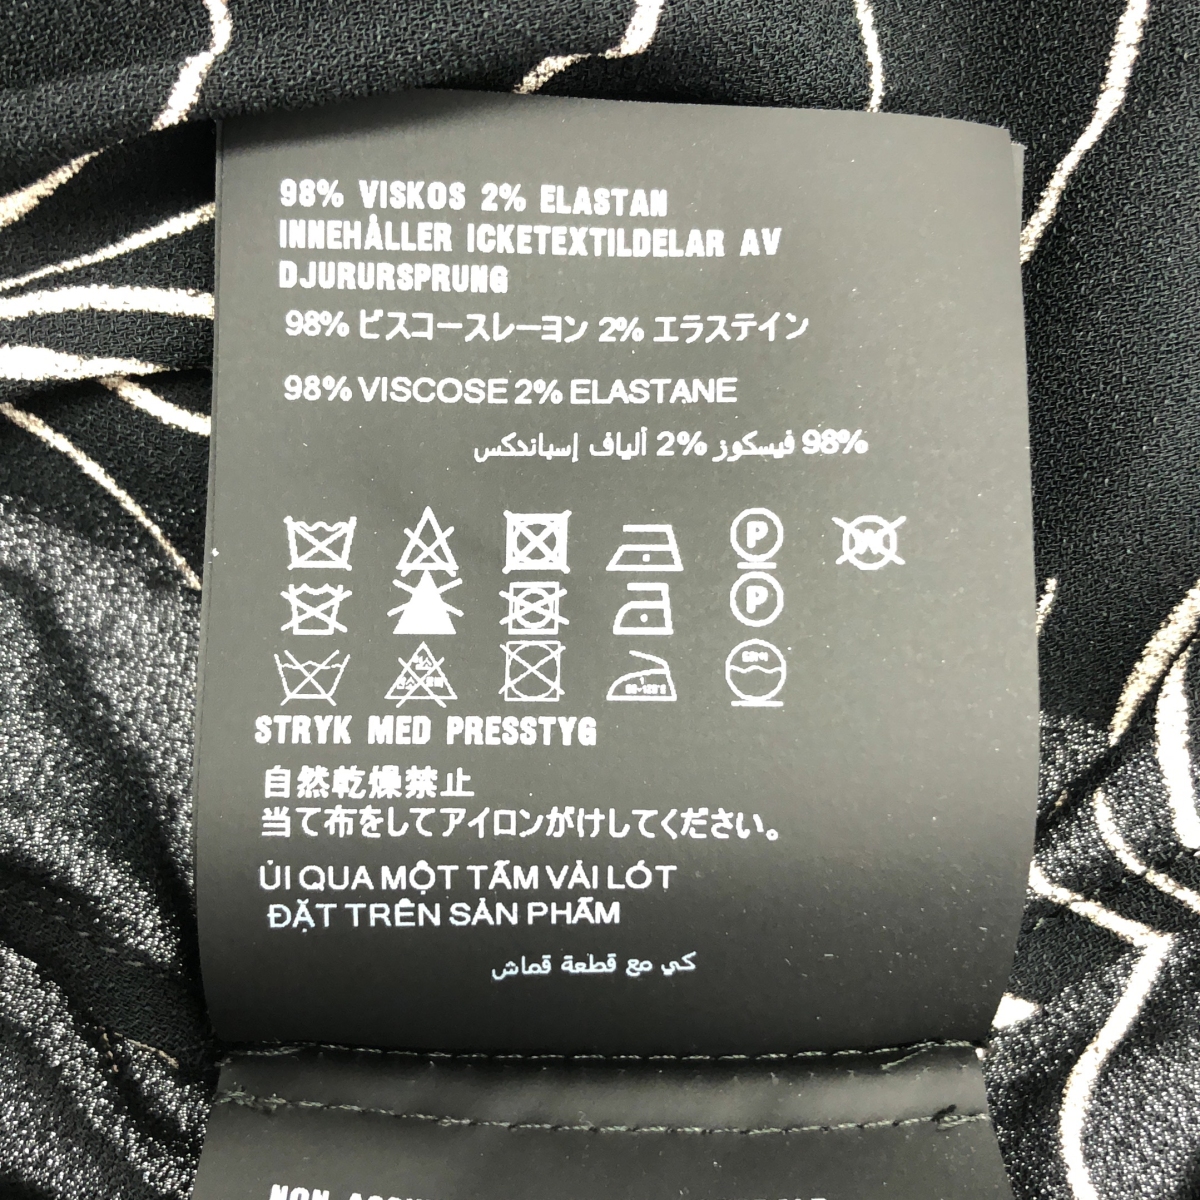 98% VISKOS 2% ELASTAN
INNEHÅLLER ICKETEXTILDELAR AV
DJURURSPRUNG
98% ビスコースレーヨン 2% エラステイン
98% VISCOSE 2% ELASTANE
98% فيسكوز 2% ألياف إسباندكس
P W
P
STRYK MED PRESSTYG
自然乾燥禁止
当て布をしてアイロンがけしてください。
ỦI QUA MỘT TẤM VẢI LÓT
ĐẶT TRÊN SẢN PHẨM
كي مع قطعة قماش
NON